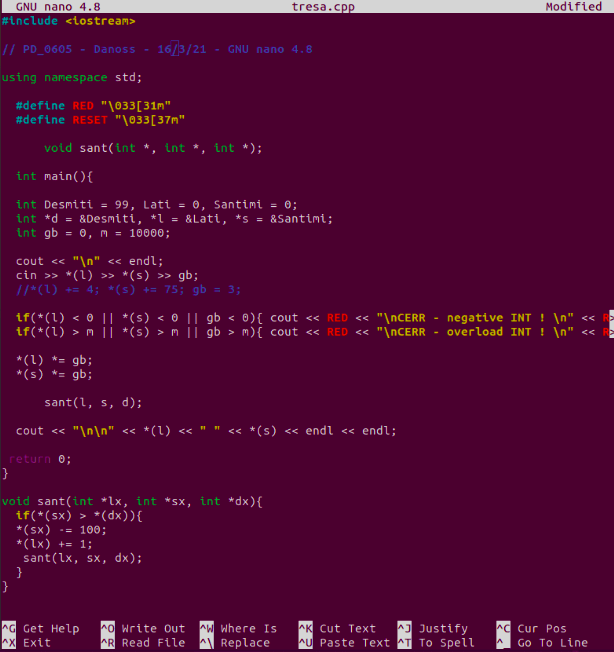 GNU nano 4.8 tresa.cpp Modified
#include <iostream>
// PD_0605 - Danoss - 16/3/21 - GNU nano 4.8
using namespace std;
#define RED "\033[31m"
#define RESET "\033[37m"
void sant(int *, int *, int *);
int main(){
int Desmiti = 99, Lati = 0, Santimi = 0;
int *d = &Desmiti, *l = &Lati, *s = &Santimi;
int gb = 0, m = 10000;
cout << "\n" << endl;
cin >> *(l) >> *(s) >> gb;
//*(l) += 4; *(s) += 75; gb = 3;
if(*(l) < 0 || *(s) < 0 || gb < 0){ cout << RED << "\nCERR - negative INT ! \n" << R>
if(*(l) > m || *(s) > m || gb > m){ cout << RED << "\nCERR - overload INT ! \n" << R>
*(l) *= gb;
*(s) *= gb;
sant(l, s, d);
cout << "\n\n" << *(l) << " " << *(s) << endl << endl;
return 0;
}
void sant(int *lx, int *sx, int *dx){
if(*(sx) > *(dx)){
*(sx) -= 100;
*(lx) += 1;
sant(lx, sx, dx);
}
}
^G Get Help ^O Write Out ^W Where Is ^K Cut Text ^J Justify ^C Cur Pos
^X Exit ^R Read File ^\ Replace ^U Paste Text ^T To Spell ^_ Go To Line